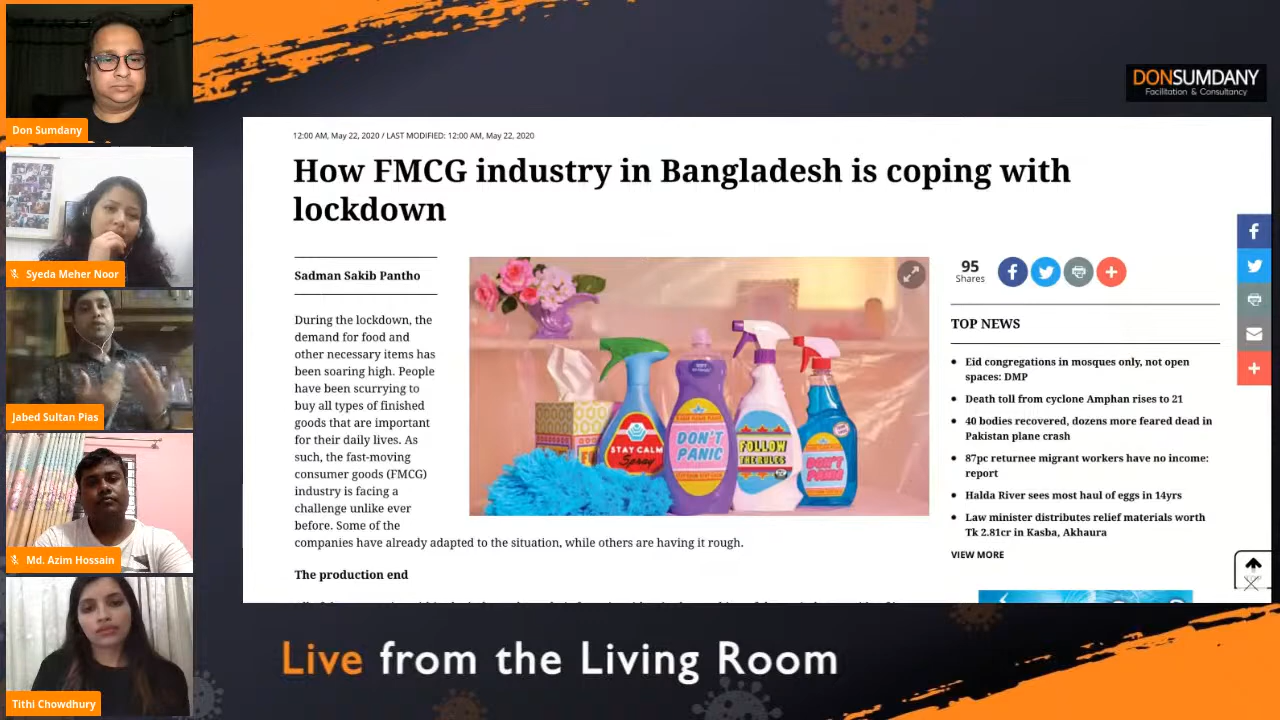 Don Sumdany
Syeda Meher Noor
Jabed Sultan Pias
Md. Azim Hossain
Tithi Chowdhury
DONSUMDANY
Facilitation & Consultancy
12:00 AM, May 22, 2020 / LAST MODIFIED: 12:00 AM, May 22, 2020
How FMCG industry in Bangladesh is coping with
lockdown
Sadman Sakib Pantho
During the lockdown, the
demand for food and
other necessary items has
been soaring high. People
have been scurrying to
buy all types of finished
goods that are important
for their daily lives. As
such, the fast-moving
consumer goods (FMCG)
industry is facing a
challenge unlike ever
before. Some of the
companies have already adapted to the situation, while others are having it rough.
The production end
STAY CALM
Spray
DON'T
PANIC
FOLLOW
THE RULES
DON'T
PANIC
95
Shares
TOP NEWS
Eid congregations in mosques only, not open
spaces: DMP
Death toll from cyclone Amphan rises to 21
40 bodies recovered, dozens more feared dead in
Pakistan plane crash
87pc returnee migrant workers have no income:
report
Halda River sees most haul of eggs in 14yrs
Law minister distributes relief materials worth
Tk 2.81cr in Kasba, Akhaura
VIEW MORE
Live from the Living Room